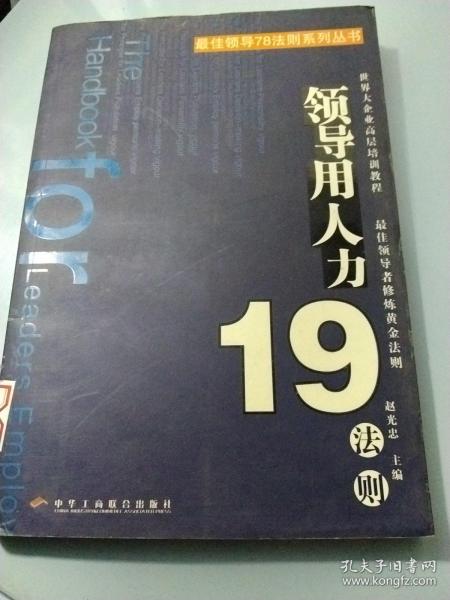 最佳领导78法则系列丛书
世界大企业高层培训教程
最佳领导者修炼黄金法则
领导用人力
19
法则
赵光忠 主编
The
Handbook
for
Leaders Employ
中华工商联合出版社
孔夫子旧书网
www.kongfz.com